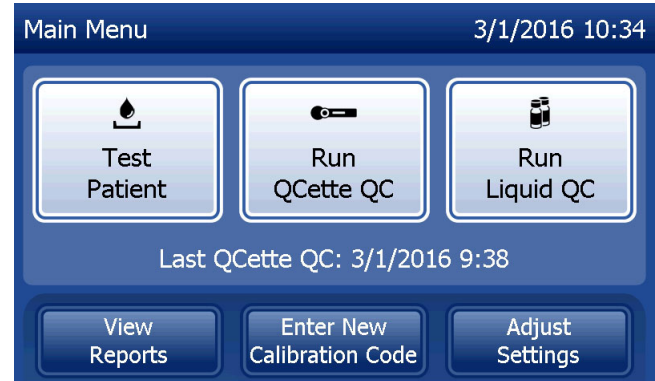 Main Menu 3/1/2016 10:34
Test
Patient
Run
QCette QC
Run
Liquid QC
Last QCette QC: 3/1/2016 9:38
View
Reports
Enter New
Calibration Code
Adjust
Settings